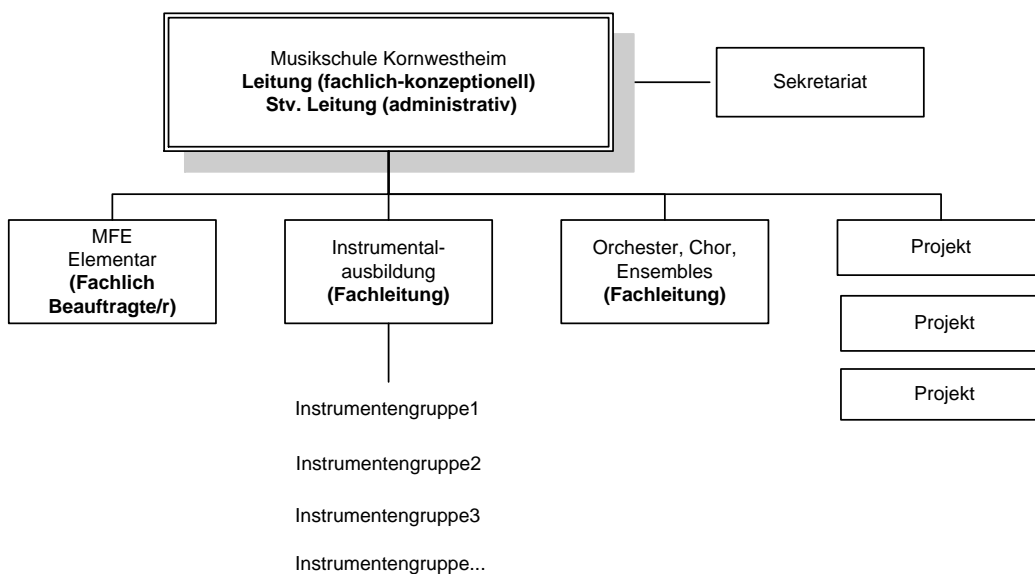 Musikschule Kornwestheim
Leitung (fachlich-konzeptionell)
Stv. Leitung (administrativ)
Sekretariat
MFE
Elementar
(Fachlich
Beauftragte/r)
Instrumental-
ausbildung
(Fachleitung)
Orchester, Chor,
Ensembles
(Fachleitung)
Projekt
Projekt
Projekt
Instrumentengruppe1
Instrumentengruppe2
Instrumentengruppe3
Instrumentengruppe...